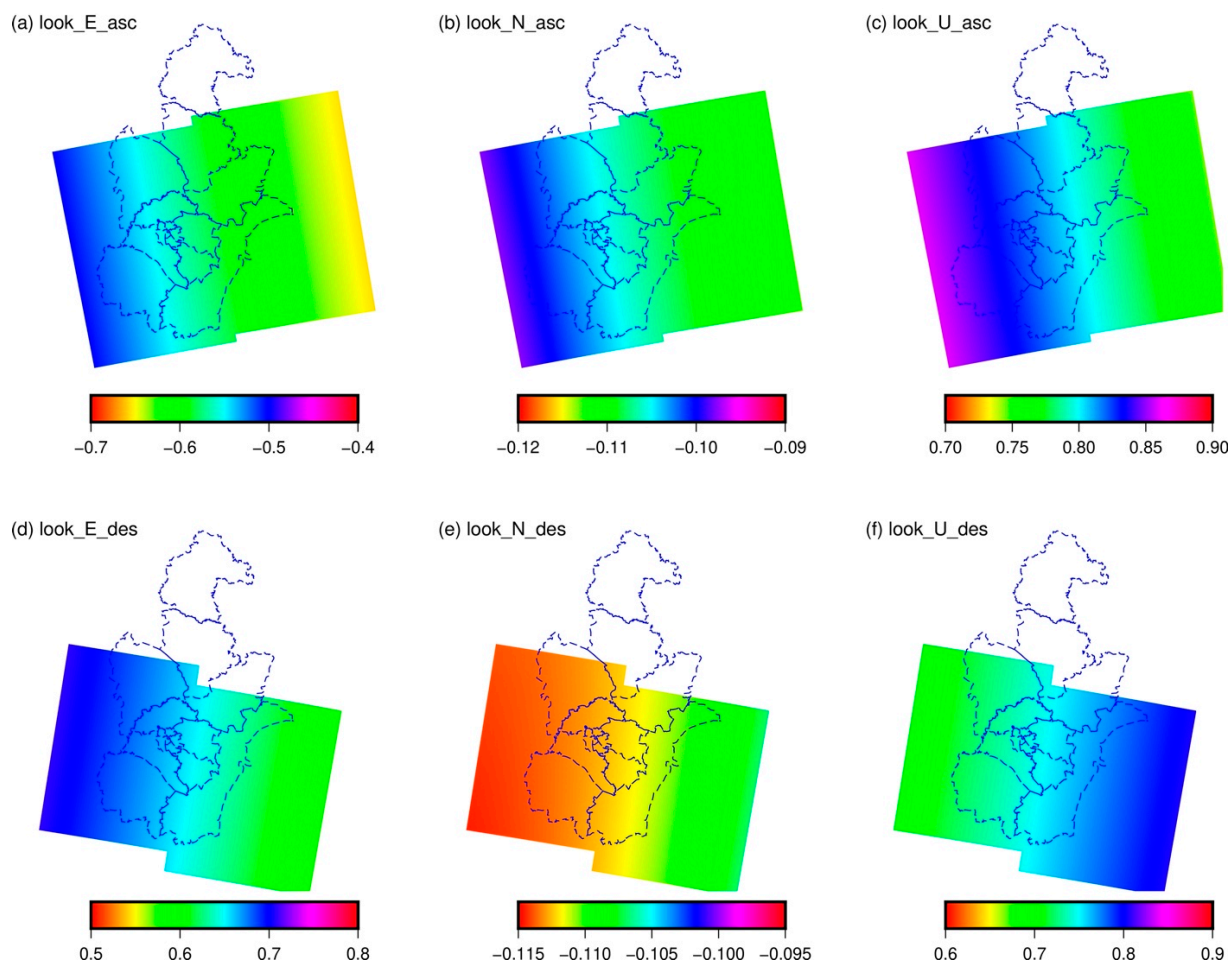 (a) look_E_asc
(b) look_N_asc
(c) look_U_asc
−0.7 −0.6 −0.5 −0.4
−0.12 −0.11 −0.10 −0.09
0.70 0.75 0.80 0.85 0.90
(d) look_E_des
(e) look_N_des
(f) look_U_des
0.5 0.6 0.7 0.8
−0.115 −0.110 −0.105 −0.100 −0.095
0.6 0.7 0.8 0.9